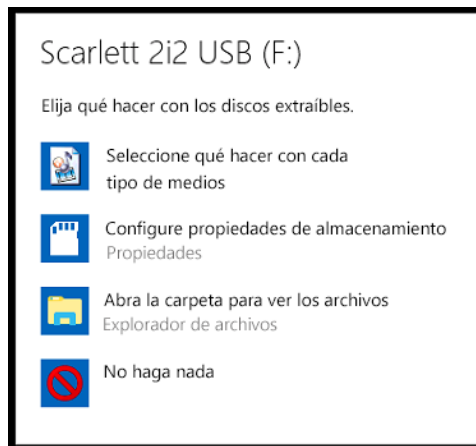 Scarlett 2i2 USB (F:)
Elija qué hacer con los discos extraíbles.
Seleccione qué hacer con cada
tipo de medios
Configure propiedades de almacenamiento
Propiedades
Abra la carpeta para ver los archivos
Explorador de archivos
No haga nada